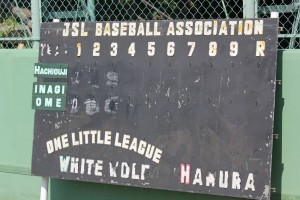 JSL BASEBALL ASSOCIATION
1 2 3 4 5 6 7 8 9 R
HACHIOUJI
INAGI
OME
ONE LITTLE LEAGUE
WHITE WOLF HAMURA